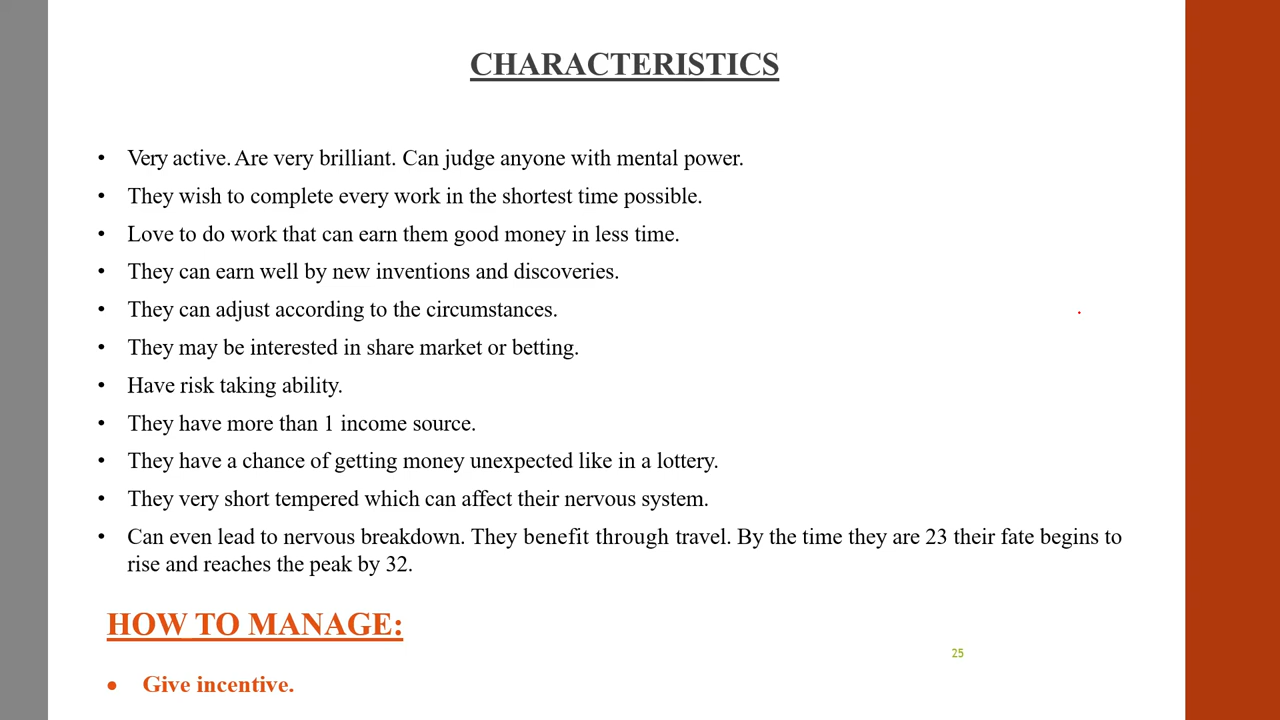 CHARACTERISTICS
• Very active. Are very brilliant. Can judge anyone with mental power.
• They wish to complete every work in the shortest time possible.
• Love to do work that can earn them good money in less time.
• They can earn well by new inventions and discoveries.
• They can adjust according to the circumstances.
• They may be interested in share market or betting.
• Have risk taking ability.
• They have more than 1 income source.
• They have a chance of getting money unexpected like in a lottery.
• They very short tempered which can affect their nervous system.
• Can even lead to nervous breakdown. They benefit through travel. By the time they are 23 their fate begins to
rise and reaches the peak by 32.
HOW TO MANAGE:
25
• Give incentive.